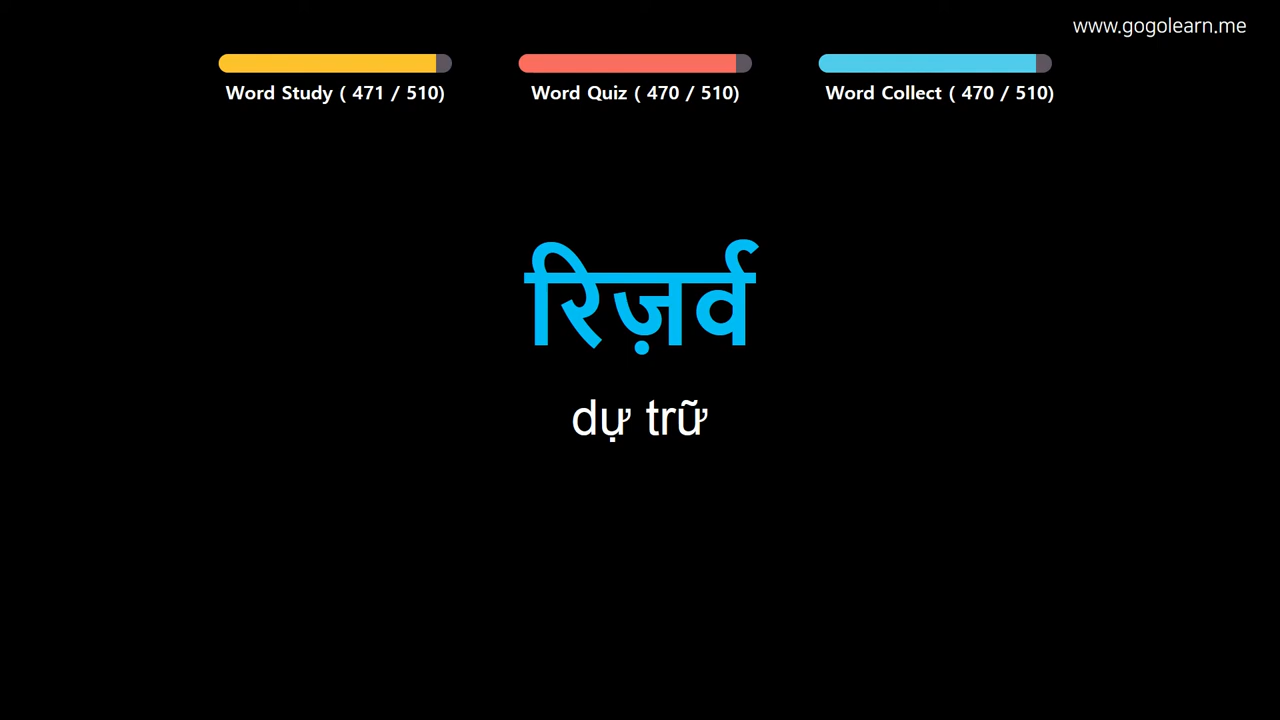 www.gogolearn.me
Word Study ( 471 / 510)
Word Quiz ( 470 / 510)
Word Collect ( 470 / 510)
रिज़र्व
dự trữ